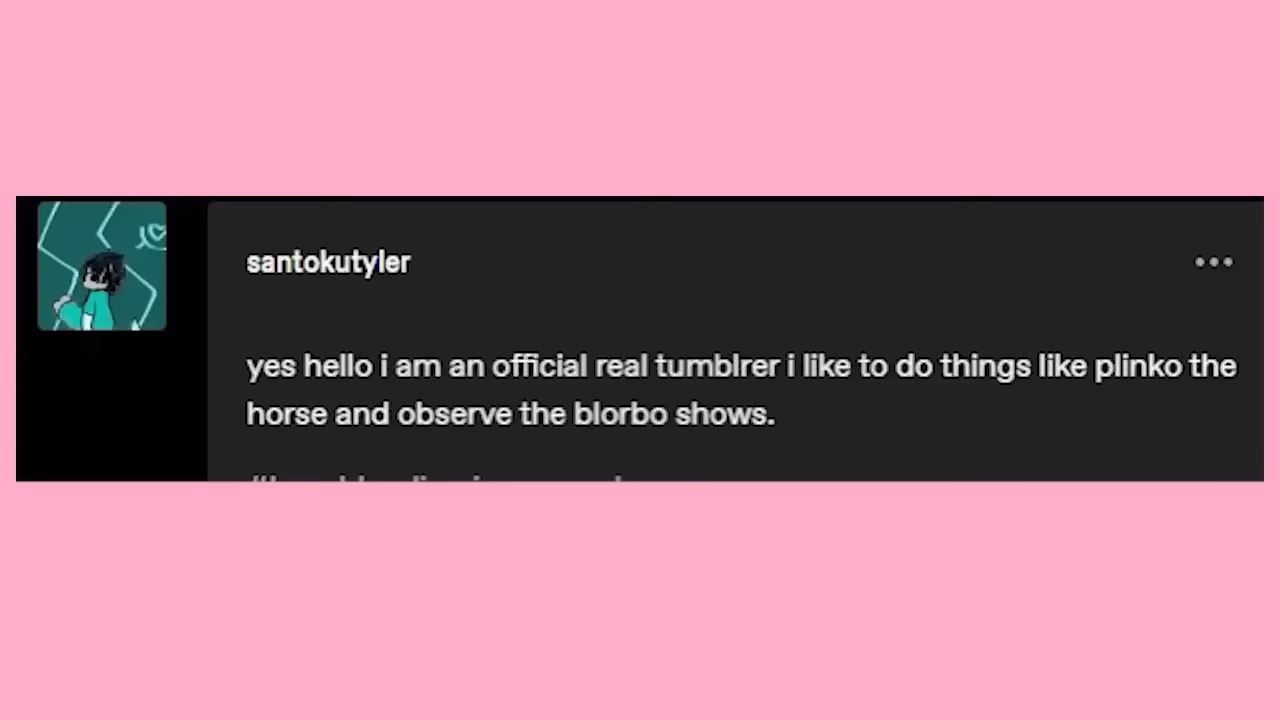 santokutyler
yes hello i am an official real tumblrer i like to do things like plinko the
horse and observe the blorbo shows.